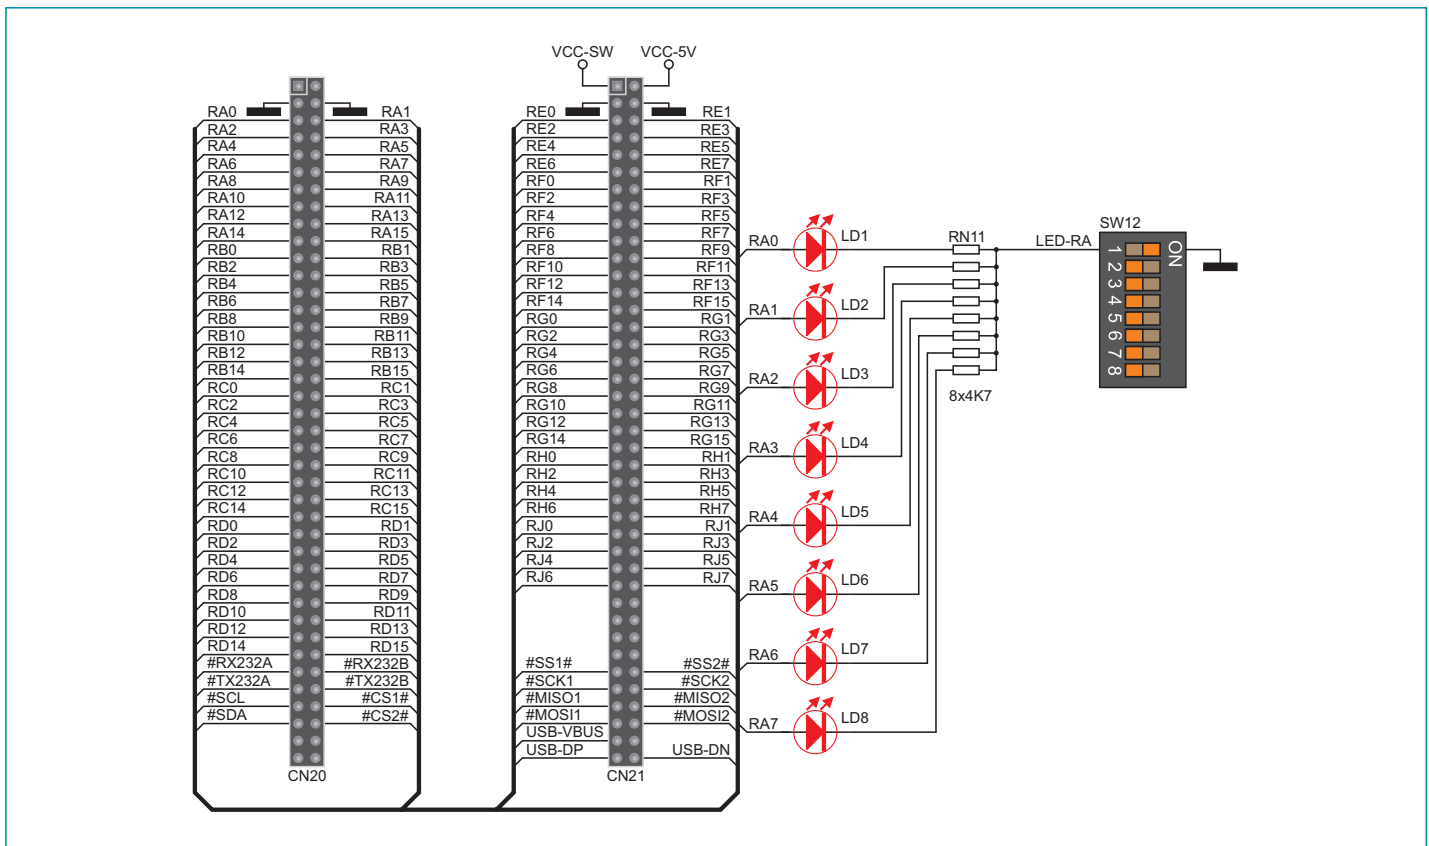 VCC-SW VCC-5V
RA0 RA1 RE0 RE1
RA2 RA3 RE2 RE3
RA4 RA5 RE4 RE5
RA6 RA7 RE6 RE7
RA8 RA9 RF0 RF1
RA10 RA11 RF2 RF3
RA12 RA13 RF4 RF5
RA14 RA15 RF6 RF7
RB0 RB1 RF8 RF9
RB2 RB3 RF10 RF11
RB4 RB5 RF12 RF13
RB6 RB7 RF14 RF15
RB8 RB9 RG0 RG1
RB10 RB11 RG2 RG3
RB12 RB13 RG4 RG5
RB14 RB15 RG6 RG7
RC0 RC1 RG8 RG9
RC2 RC3 RG10 RG11
RC4 RC5 RG12 RG13
RC6 RC7 RG14 RG15
RC8 RC9 RH0 RH1
RC10 RC11 RH2 RH3
RC12 RC13 RH4 RH5
RC14 RC15 RH6 RH7
RD0 RD1 RJ0 RJ1
RD2 RD3 RJ2 RJ3
RD4 RD5 RJ4 RJ5
RD6 RD7 RJ6 RJ7
RD8 RD9
RD10 RD11
RD12 RD13
RD14 RD15
#RX232A #RX232B #SS1# #SS2#
#TX232A #TX232B #SCK1 #SCK2
#SCL #CS1# #MISO1 #MISO2
#SDA #CS2# #MOSI1 #MOSI2
USB-VBUS
USB-DP USB-DN
CN20 CN21
RA0 LD1
RA1 LD2
RA2 LD3
RA3 LD4
RA4 LD5
RA5 LD6
RA6 LD7
RA7 LD8
RN11
8x4K7
LED-RA
SW12
ON
1
2
3
4
5
6
7
8